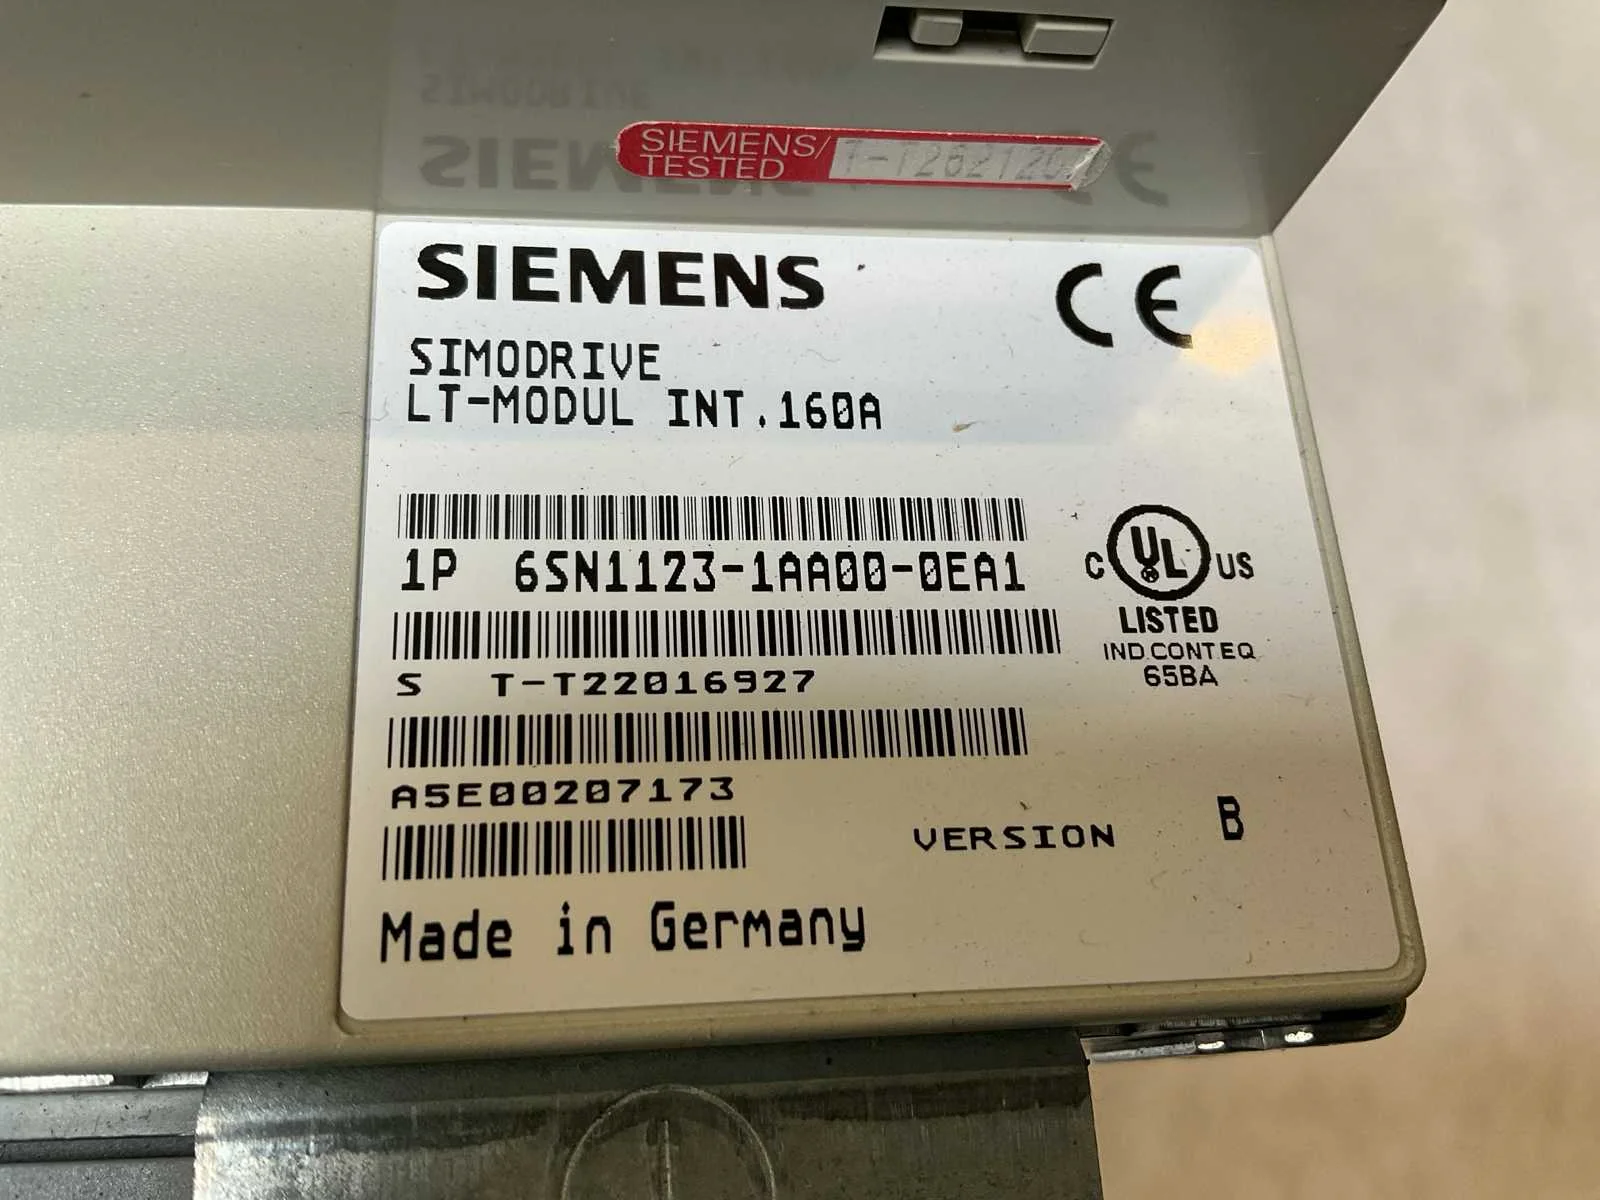 SIEMENS/
TESTED
SIEMENS
CE
SIMODRIVE
LT-MODUL INT.160A
1P 6SN1123-1AA00-0EA1
C UL US
LISTED
IND.CONT.EQ
65BA
S T-T22016927
A5E00207173
VERSION B
Made in Germany